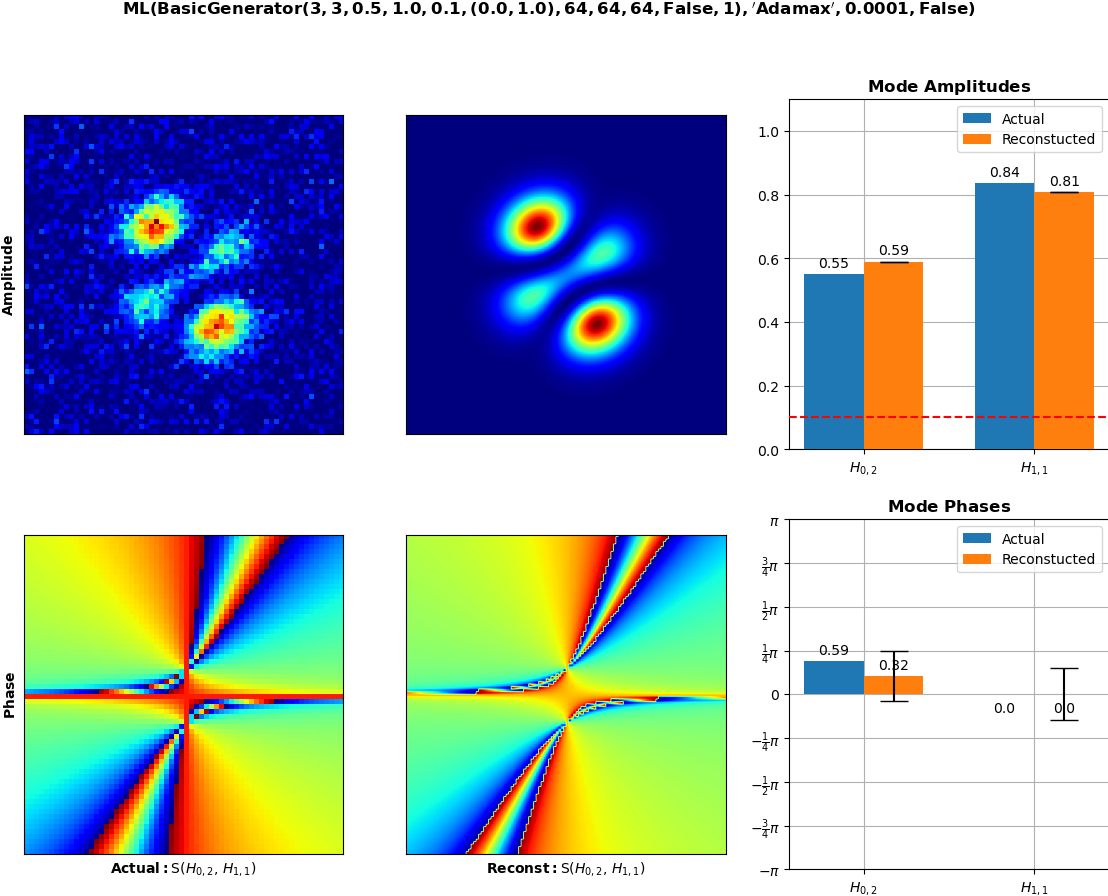 ML(BasicGenerator(3, 3, 0.5, 1.0, 0.1, (0.0, 1.0), 64, 64, 64, False, 1), ′Adamax′, 0.0001, False)
Amplitude
Mode Amplitudes
Actual
Reconstucted
1.0
0.8
0.6
0.4
0.2
0.0
0.55
0.59
0.84
0.81
H0, 2
H1, 1
Phase
Actual: S(H0, 2, H1, 1)
Reconst: S(H0, 2, H1, 1)
Mode Phases
Actual
Reconstucted
π
3/4π
1/2π
1/4π
0
−1/4π
−1/2π
−3/4π
−π
0.59
0.32
0.0
0.0
H0, 2
H1, 1